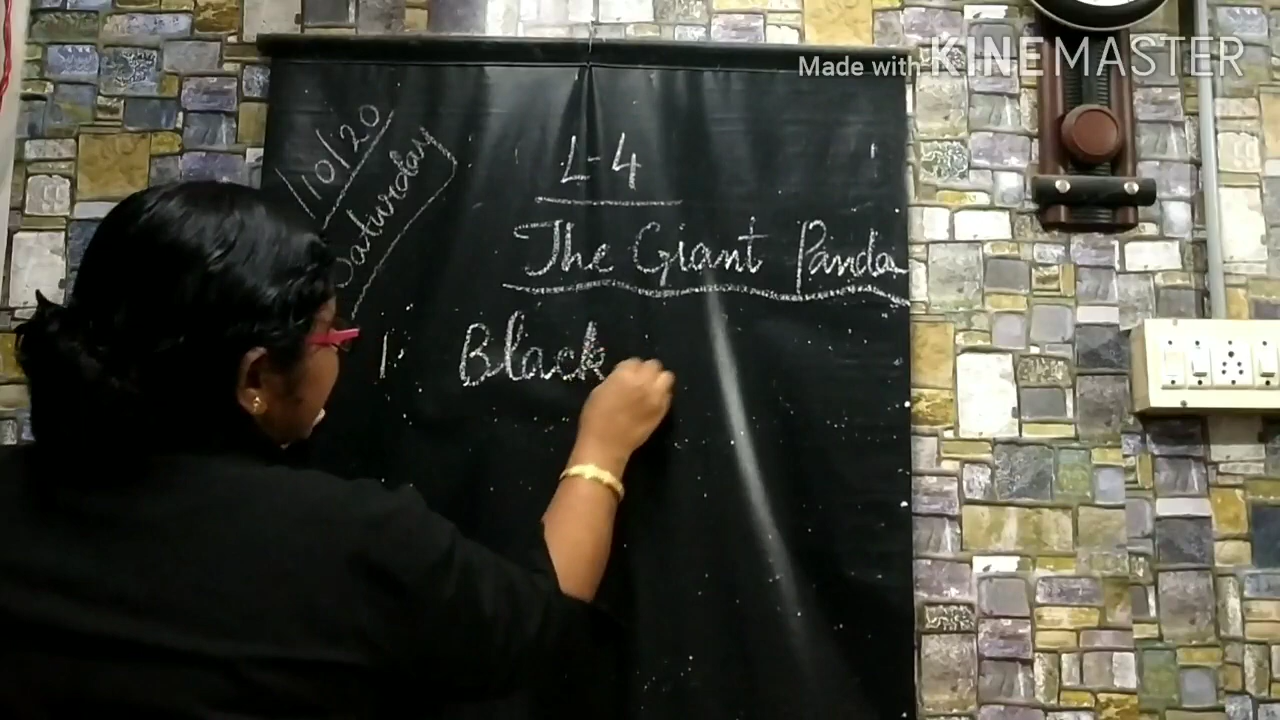 Made with KINEMASTER
/10/20
Saturday
L-4
The Giant Panda
1. Black